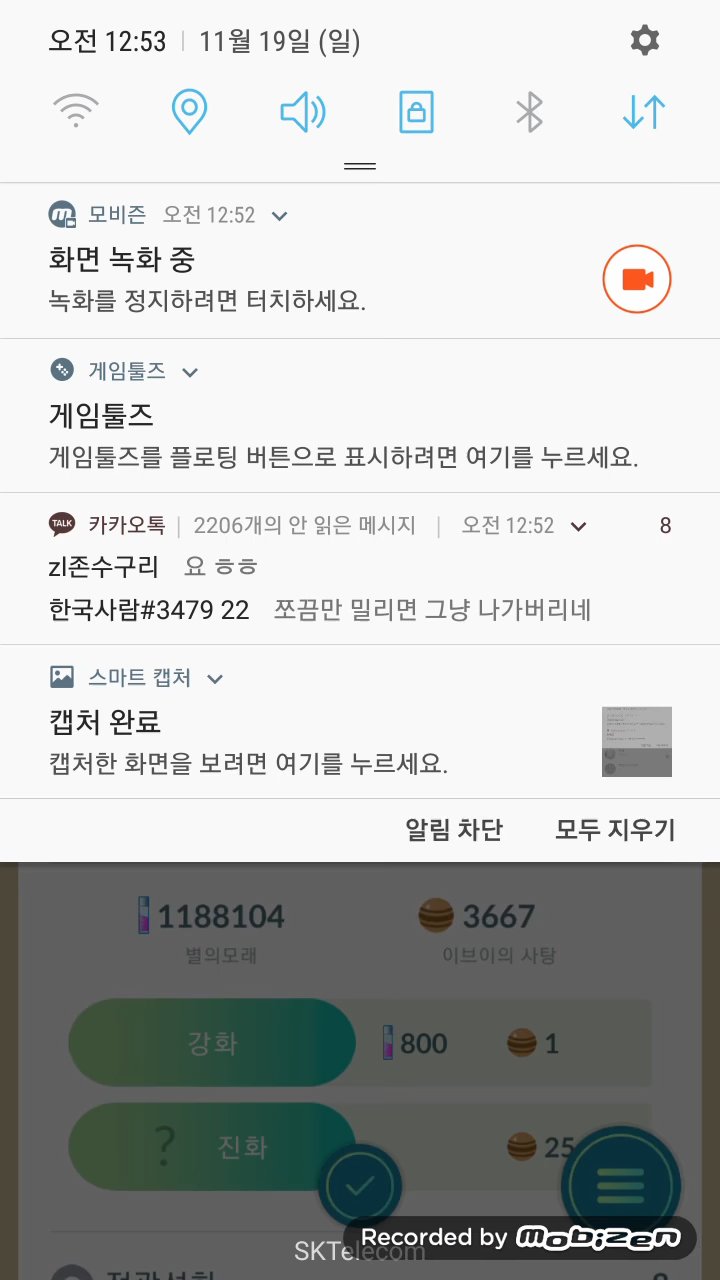 오전 12:53 | 11월 19일 (일)
모비즌 오전 12:52
화면 녹화 중
녹화를 정지하려면 터치하세요.
게임툴즈
게임툴즈
게임툴즈를 플로팅 버튼으로 표시하려면 여기를 누르세요.
TALK 카카오톡 | 2206개의 안 읽은 메시지 | 오전 12:52 8
zl존수구리 요 ㅎㅎ
한국사람#3479 22 쪼끔만 밀리면 그냥 나가버리네
스마트 캡처
캡처 완료
캡처한 화면을 보려면 여기를 누르세요.
알림 차단 모두 지우기
1188104 3667
별의모래 이브이의 사탕
강화 800 1
? 진화 25
Recorded by mobizen
SKTelecom